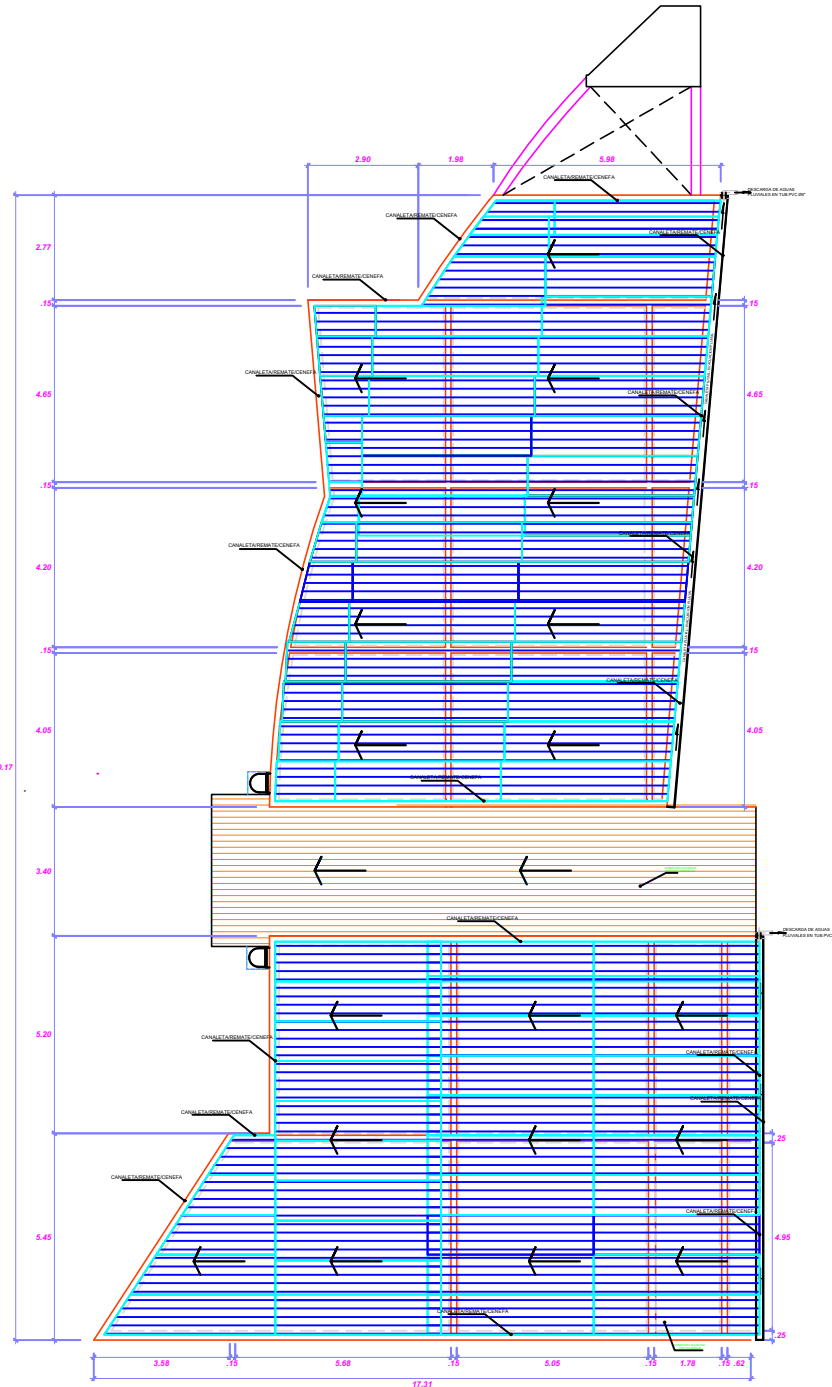 2.90
1.98
5.98
CANALETA/REMATE/CENEFA
DESCARGA DE AGUAS
PLUVIALES EN TUB.PVC Ø6"
CANALETA/REMATE/CENEFA
CANALETA/REMATE/CENEFA
2.77
CANALETA/REMATE/CENEFA
.15
.15
CANALETA/REMATE/CENEFA
4.65
CANALETA/REMATE/CENEFA
4.65
.15
.15
CANALETA/REMATE/CENEFA
CANALETA/REMATE/CENEFA
4.20
4.20
.15
.15
CANALETA/REMATE/CENEFA
4.05
4.05
0.17
CANALETA/REMATE/CENEFA
3.40
CANALETA/REMATE/CENEFA
DESCARGA DE AGUAS
PLUVIALES EN TUB.PVC
5.20
CANALETA/REMATE/CENEFA
CANALETA/REMATE/CENEFA
CANALETA/REMATE/CENEFA
CANALETA/REMATE/CENEFA
.25
CANALETA/REMATE/CENEFA
CANALETA/REMATE/CENEFA
5.45
4.95
CANALETA/REMATE/CENEFA
.25
3.58
.15
5.68
.15
5.05
.15
1.78
.15
.62
17.31